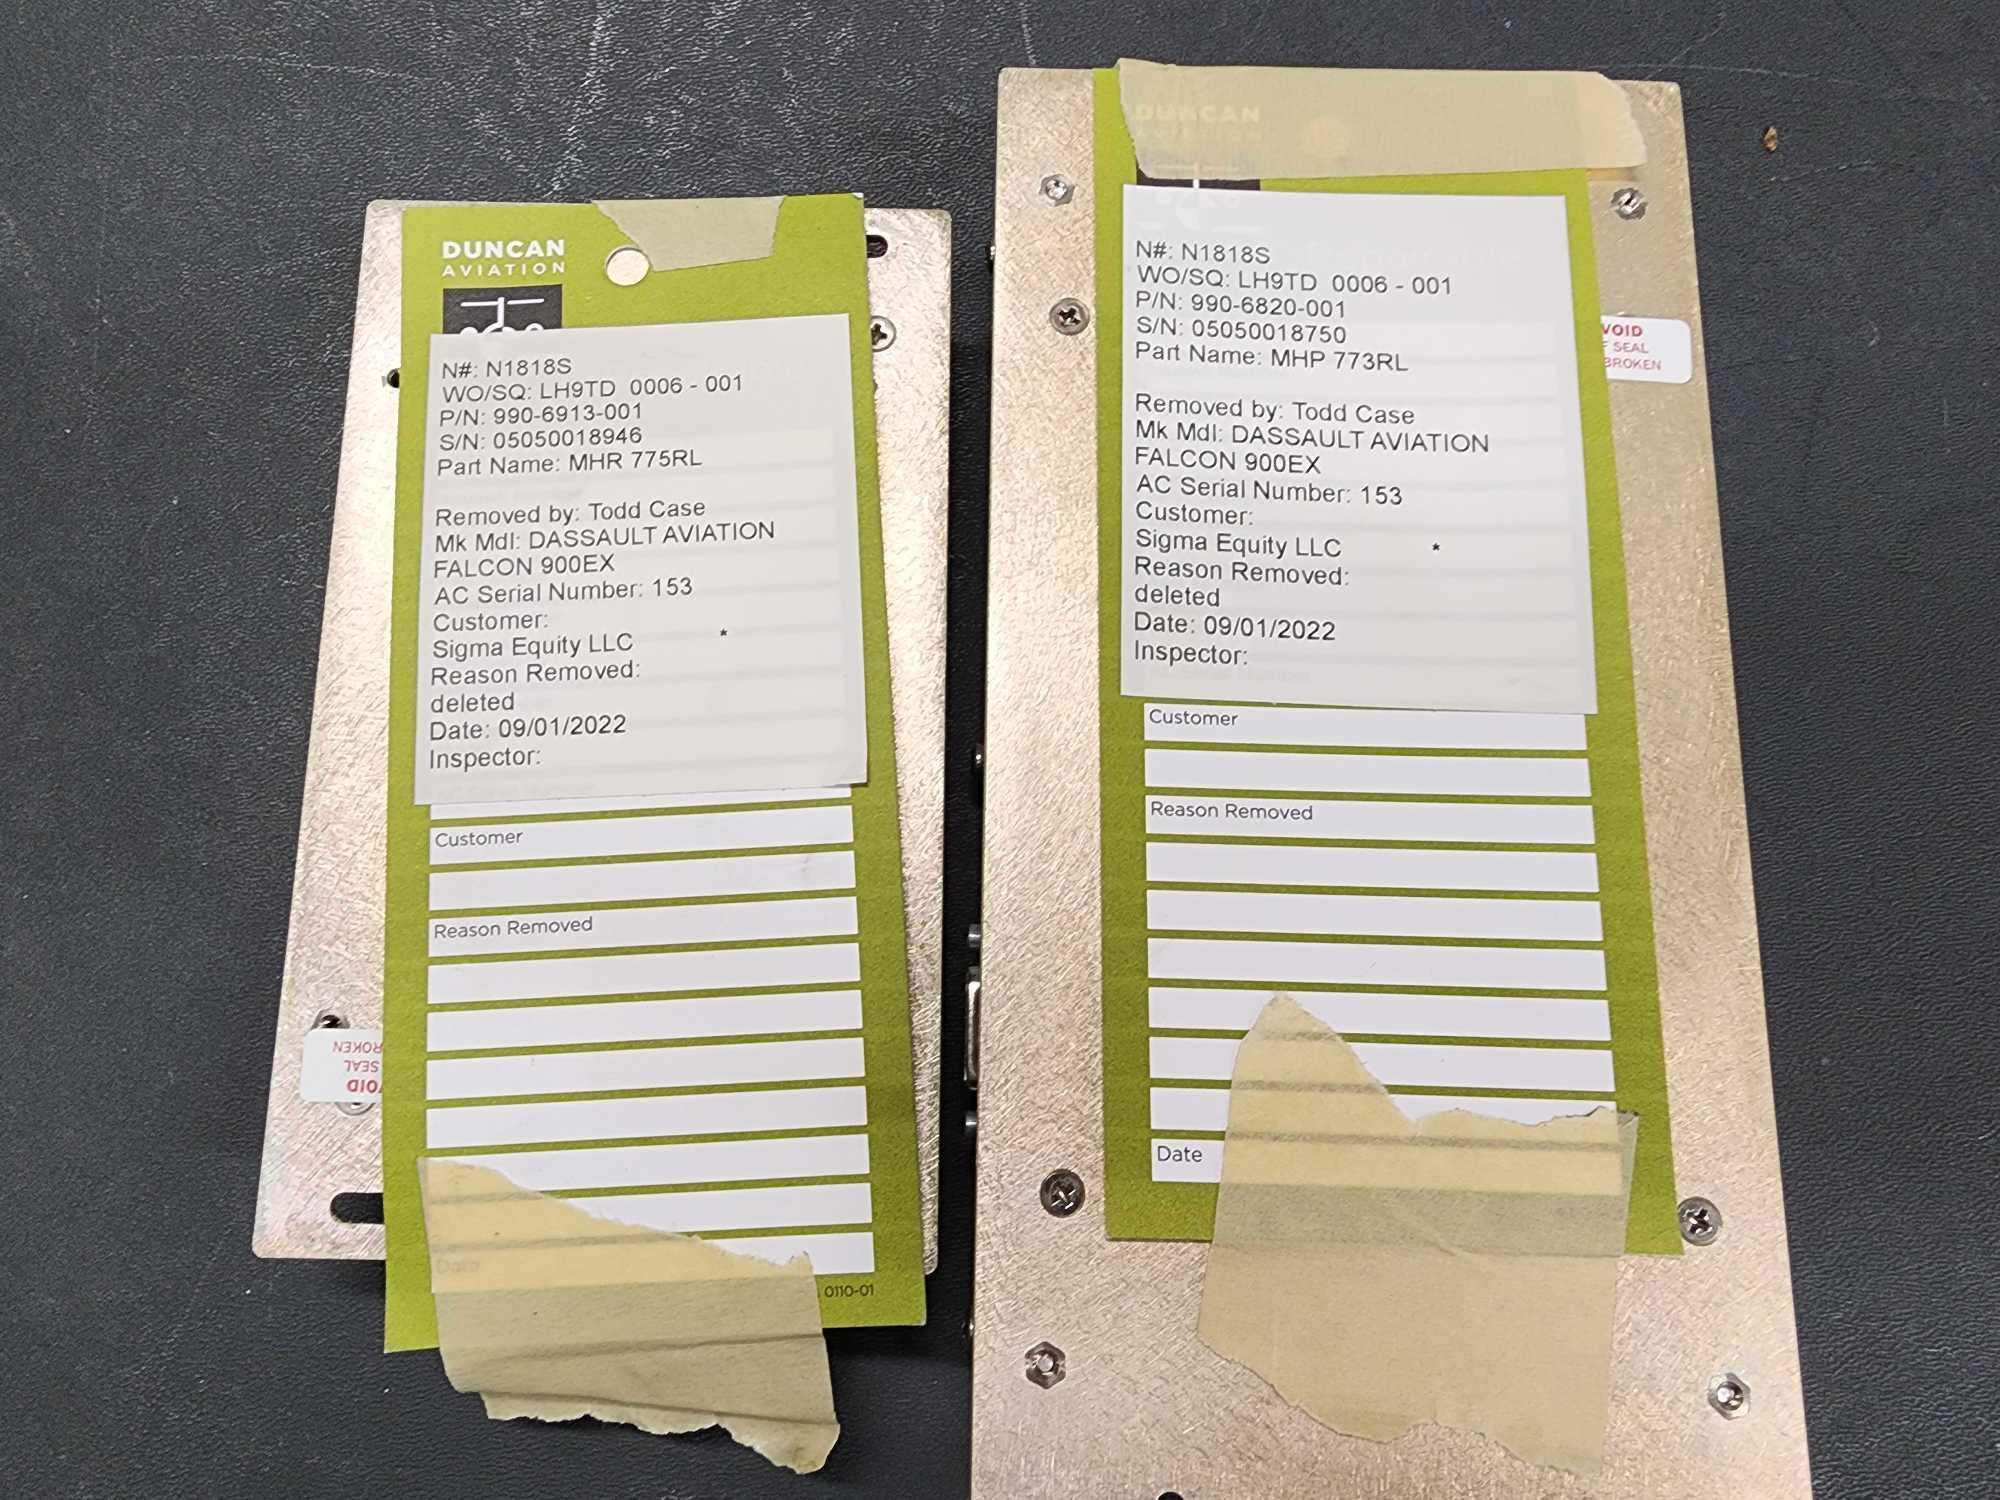 DUNCAN
AVIATION
N#: N1818S
WO/SQ: LH9TD 0006 - 001
P/N: 990-6913-001
S/N: 05050018946
Part Name: MHR 775RL
Removed by: Todd Case
Mk Mdl: DASSAULT AVIATION
FALCON 900EX
AC Serial Number: 153
Customer:
Sigma Equity LLC *
Reason Removed:
deleted
Date: 09/01/2022
Inspector:
Customer
Reason Removed
Date
0110-01
VOID
SEAL
ROKEN
DUNCAN
AVIATION
N#: N1818S
WO/SQ: LH9TD 0006 - 001
P/N: 990-6820-001
S/N: 05050018750
Part Name: MHP 773RL
Removed by: Todd Case
Mk Mdl: DASSAULT AVIATION
FALCON 900EX
AC Serial Number: 153
Customer:
Sigma Equity LLC *
Reason Removed:
deleted
Date: 09/01/2022
Inspector:
Customer
Reason Removed
Date
VOID
F SEAL
BROKEN